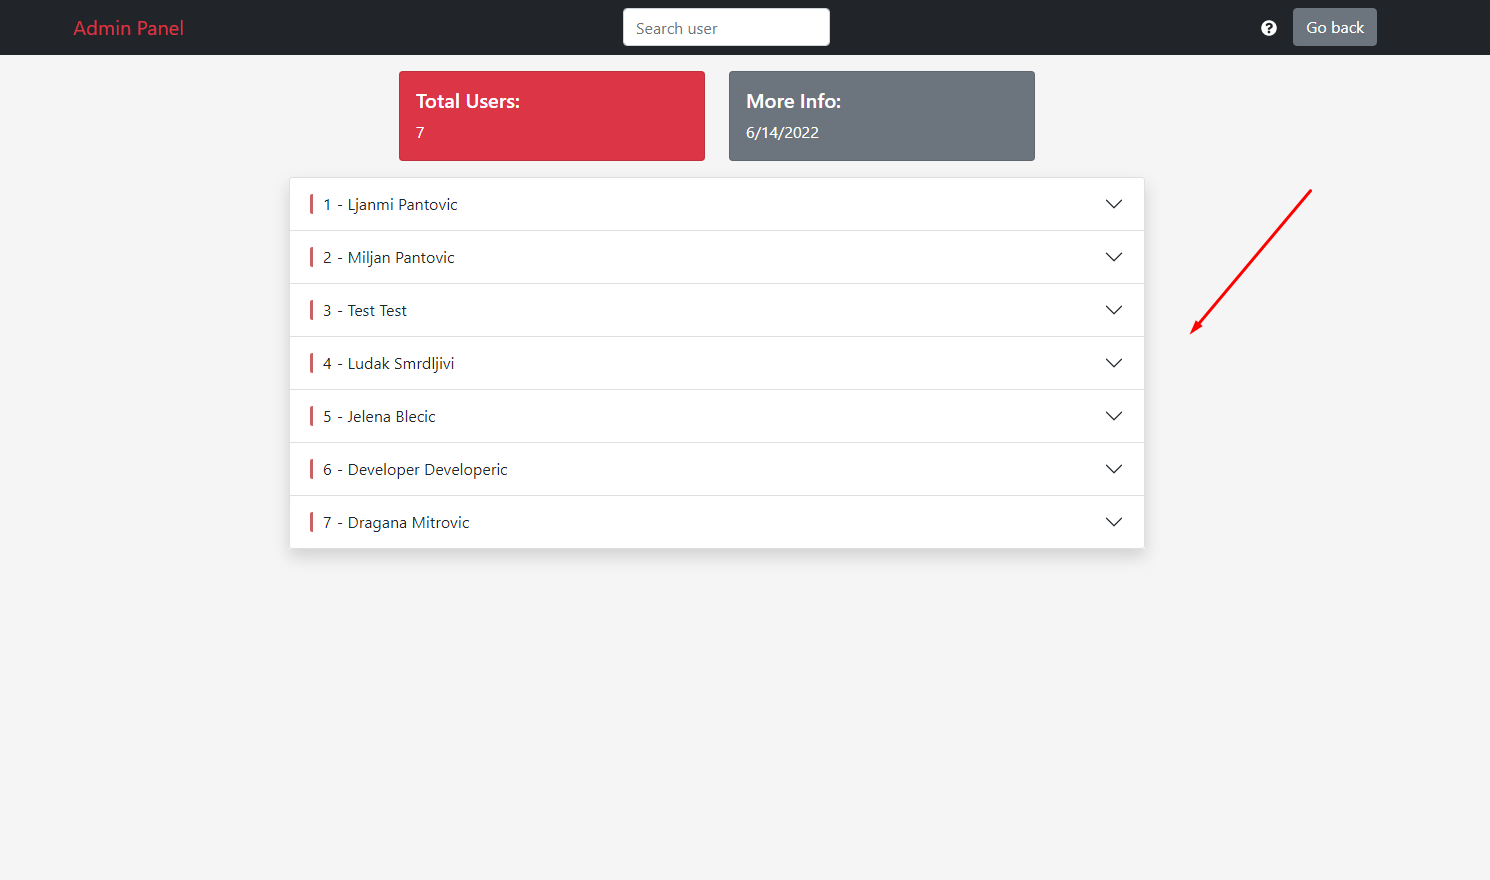 Admin Panel
Search user
Go back
Total Users:
7
More Info:
6/14/2022
1 - Ljanmi Pantovic
2 - Miljan Pantovic
3 - Test Test
4 - Ludak Smrdljivi
5 - Jelena Blecic
6 - Developer Developeric
7 - Dragana Mitrovic